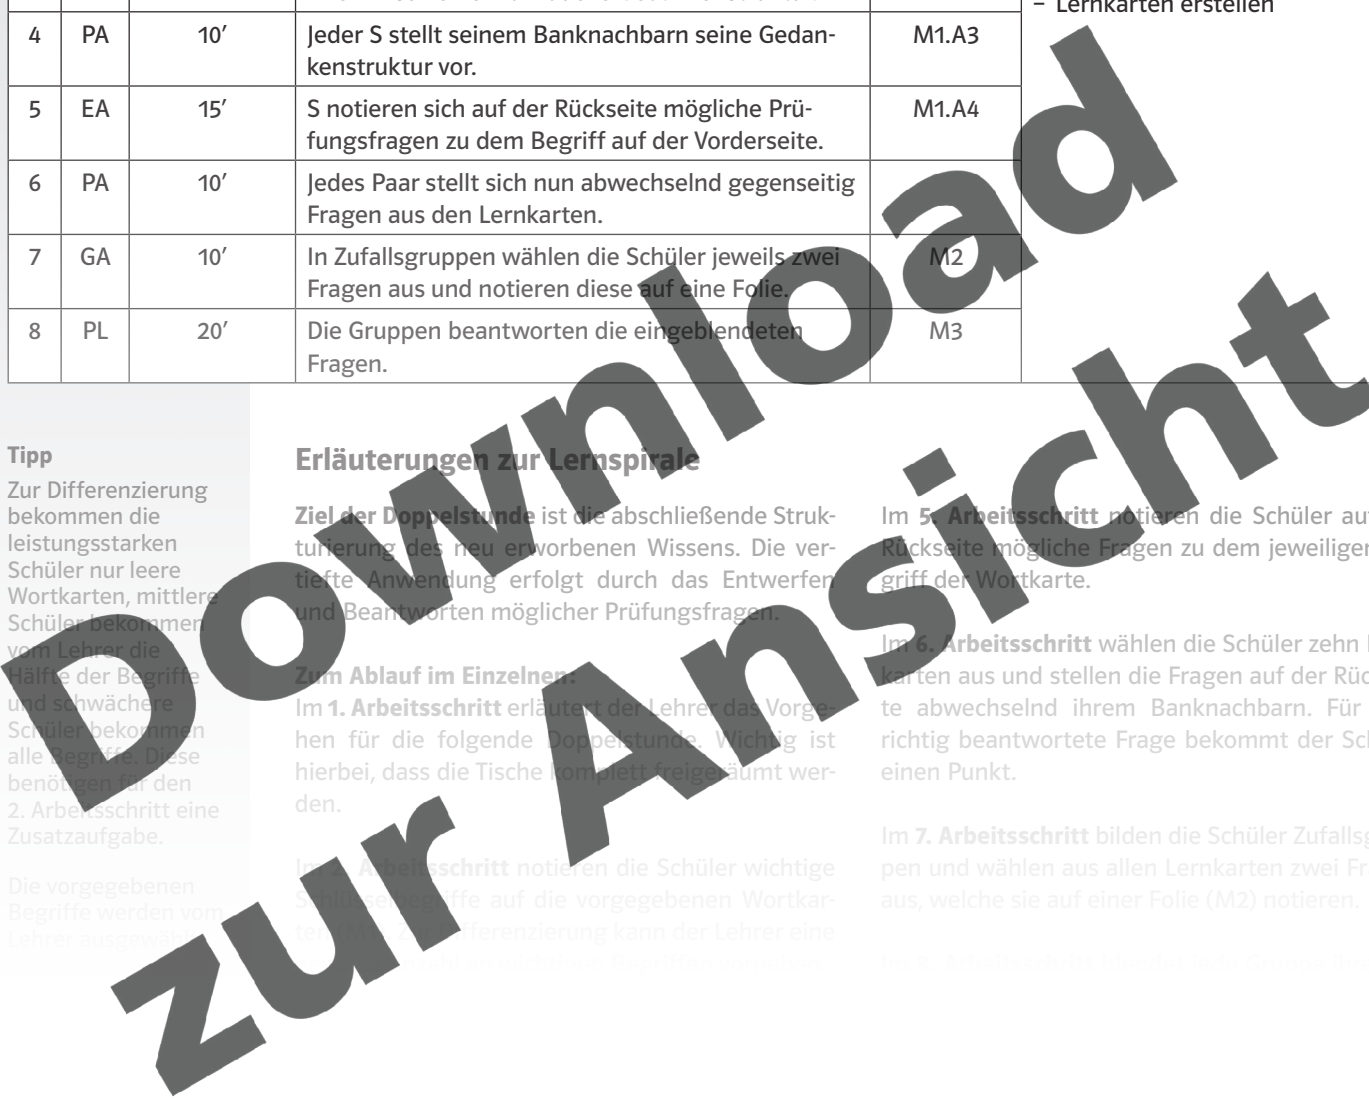 – Lernkarten erstellen
4 PA 10′ Jeder S stellt seinem Banknachbarn seine Gedan- M1.A3
kenstruktur vor.
5 EA 15′ S notieren sich auf der Rückseite mögliche Prü- M1.A4
fungsfragen zu dem Begriff auf der Vorderseite.
6 PA 10′ Jedes Paar stellt sich nun abwechselnd gegenseitig
Fragen aus den Lernkarten.
7 GA 10′ In Zufallsgruppen wählen die Schüler jeweils zwei M2
Fragen aus und notieren diese auf eine Folie.
8 PL 20′ Die Gruppen beantworten die eingeblendeten M3
Fragen.
Tipp
Zur Differenzierung
bekommen die
leistungsstarken
Schüler nur leere
Wortkarten, mittlere
Schüler bekommen
vom Lehrer die
Hälfte der Begriffe
und schwächere
Schüler bekommen
alle Begriffe. Diese
benötigen für den
2. Arbeitsschritt eine
Zusatzaufgabe.
Die vorgegebenen
Begriffe werden vom
Lehrer ausgewählt
Erläuterungen zur Lernspirale
Ziel der Doppelstunde ist die abschließende Struk-
turierung des neu erworbenen Wissens. Die ver-
tiefte Anwendung erfolgt durch das Entwerfen
und Beantworten möglicher Prüfungsfragen.
Zum Ablauf im Einzelnen:
Im 1. Arbeitsschritt erläutert der Lehrer das Vorge-
hen für die folgende Doppelstunde. Wichtig ist
hierbei, dass die Tische komplett freigeräumt wer-
den.
Im 2. Arbeitsschritt notieren die Schüler wichtige
Schlüsselbegriffe auf die vorgegebenen Wortkar-
ten (M1). Zur Differenzierung kann der Lehrer eine
Im 5. Arbeitsschritt notieren die Schüler au
Rückseite mögliche Fragen zu dem jeweiligen
griff der Wortkarte.
Im 6. Arbeitsschritt wählen die Schüler zehn
karten aus und stellen die Fragen auf der Rüc
te abwechselnd ihrem Banknachbarn. Für
richtig beantwortete Frage bekommt der Sc
einen Punkt.
Im 7. Arbeitsschritt bilden die Schüler Zufallsg
pen und wählen aus allen Lernkarten zwei Fr
aus, welche sie auf einer Folie (M2) notieren.
Im 8. Arbeitsschritt blendet jede Gruppe
Download
zur Ansicht